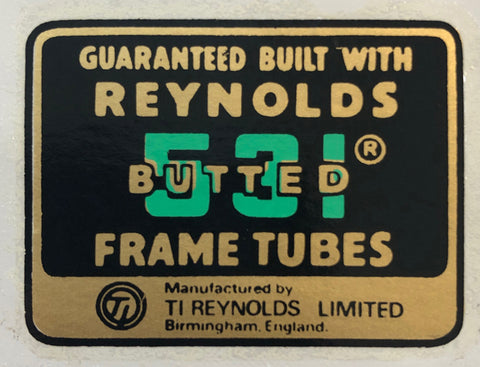 GUARANTEED BUILT WITH
REYNOLDS
531
BUTTED®
FRAME TUBES
TI
Manufactured by
TI REYNOLDS LIMITED
Birmingham. England.